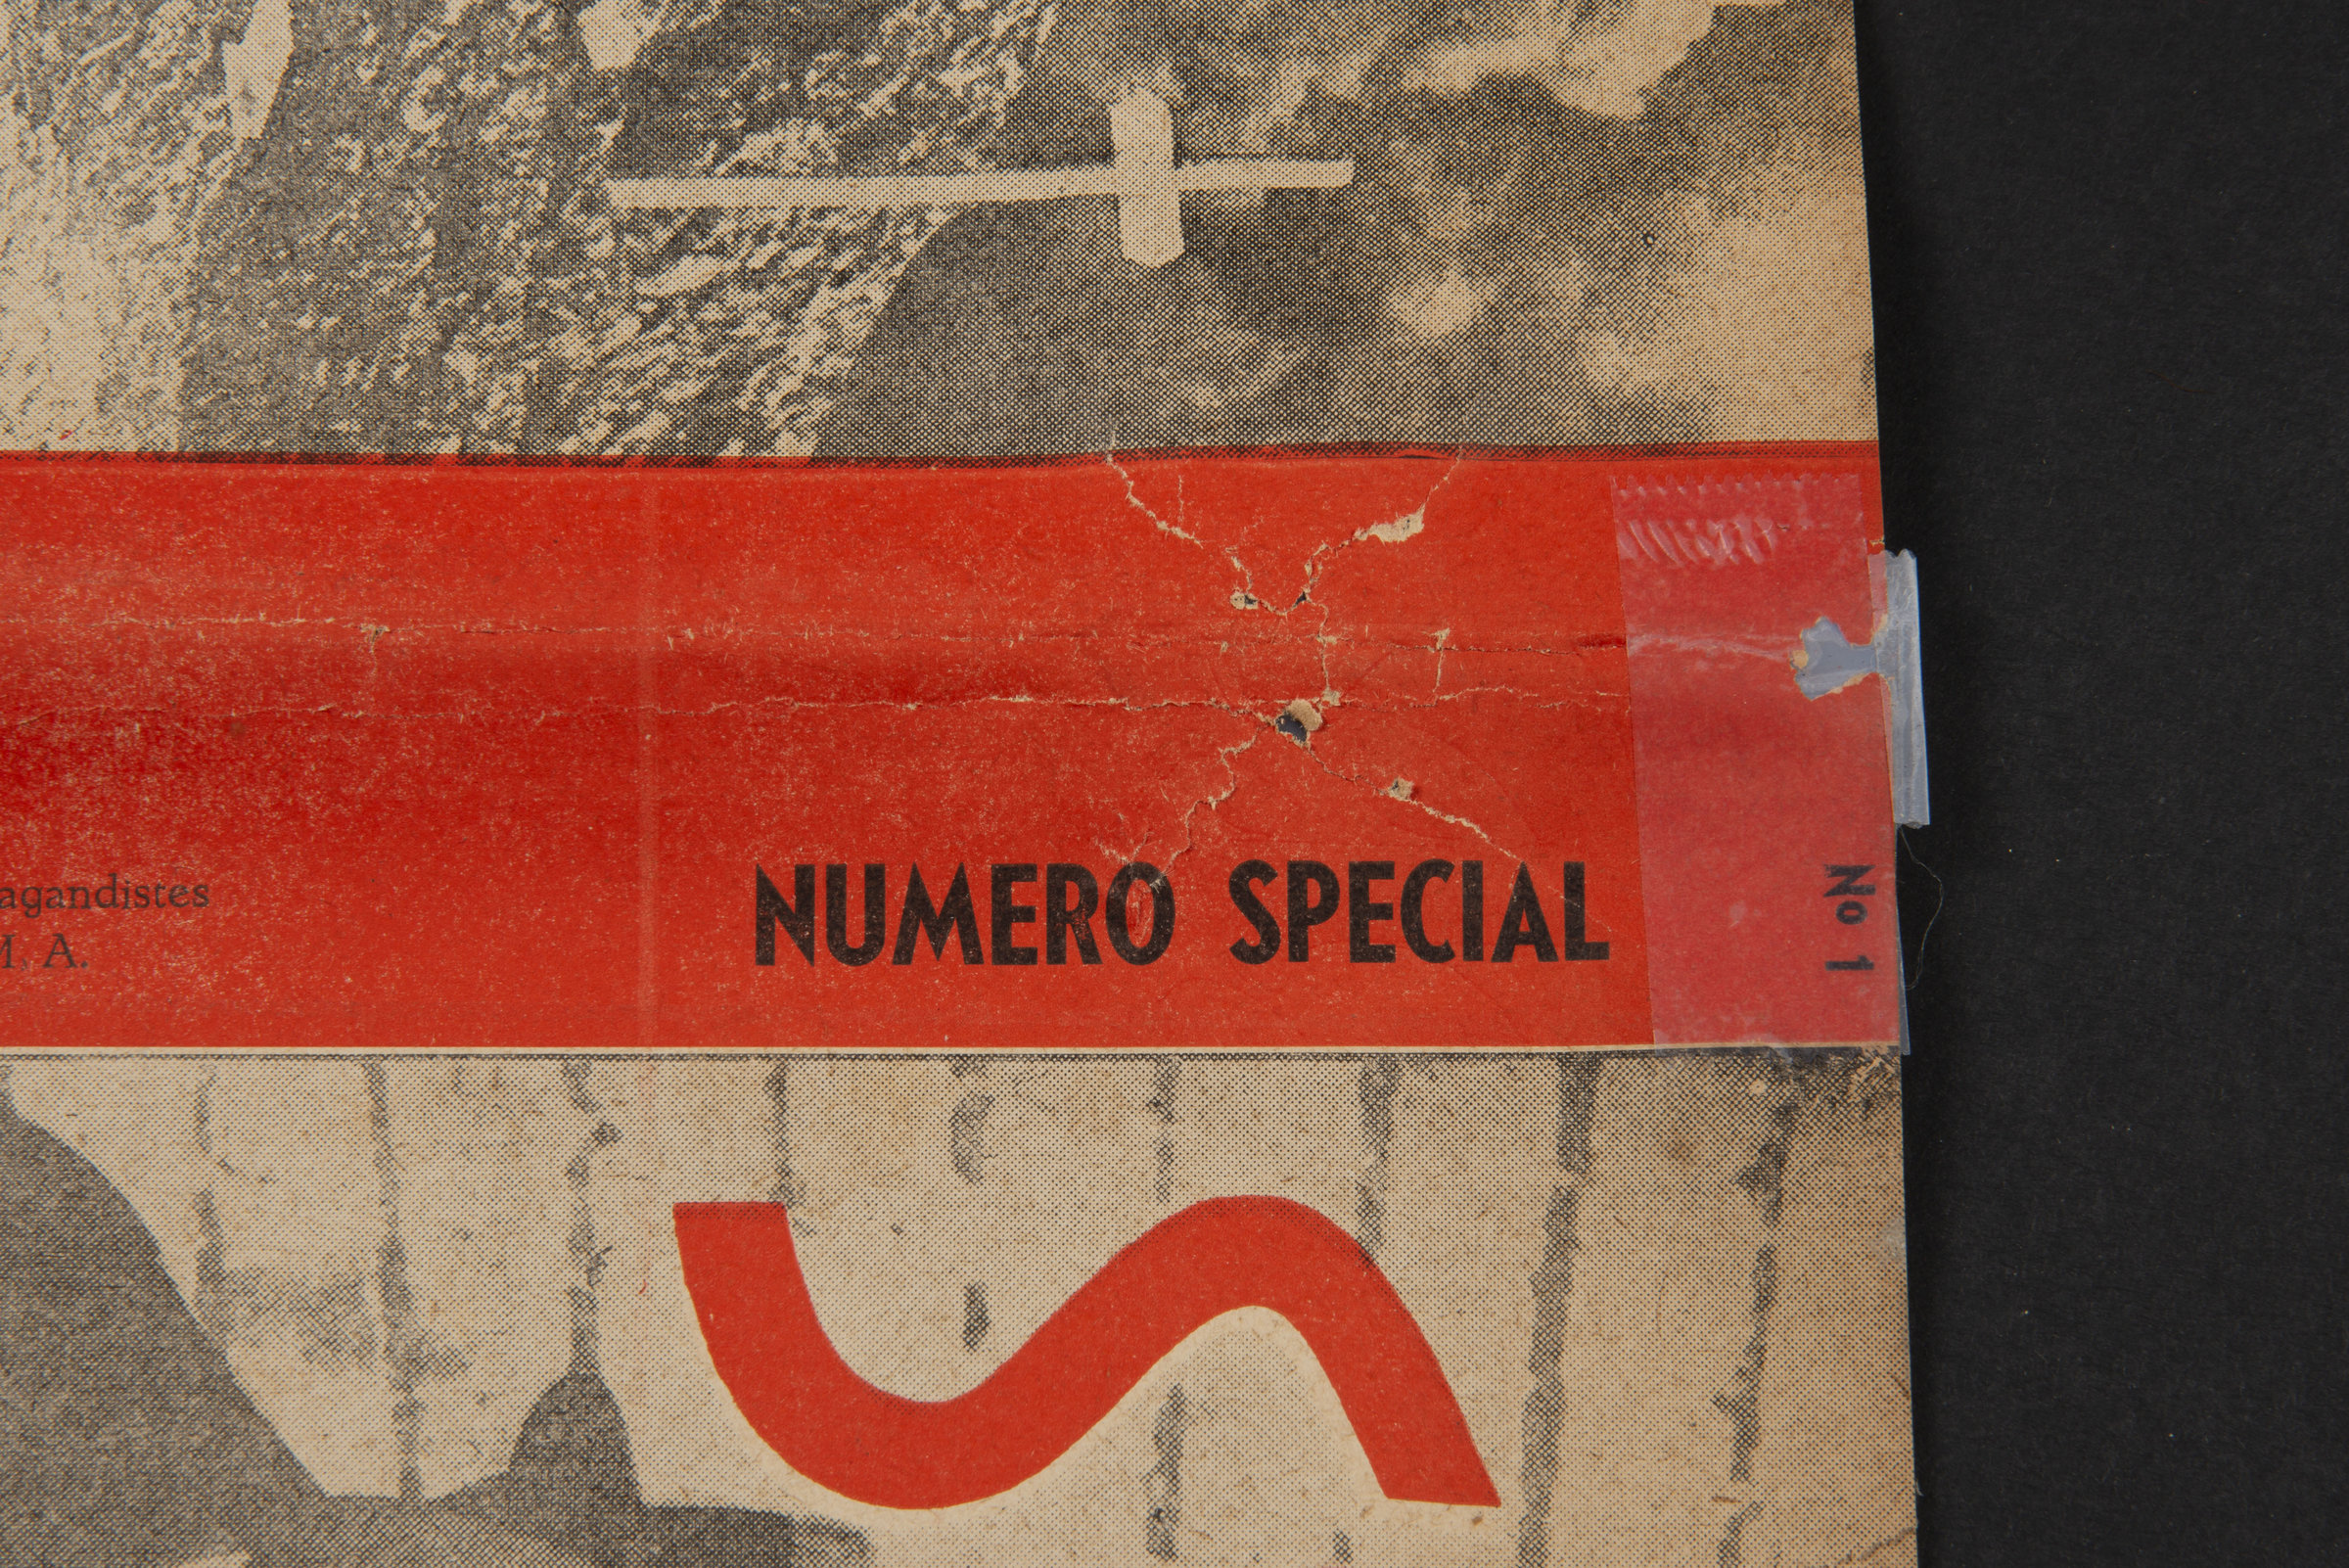 agandistes
M. A.
NUMERO SPECIAL
No 1